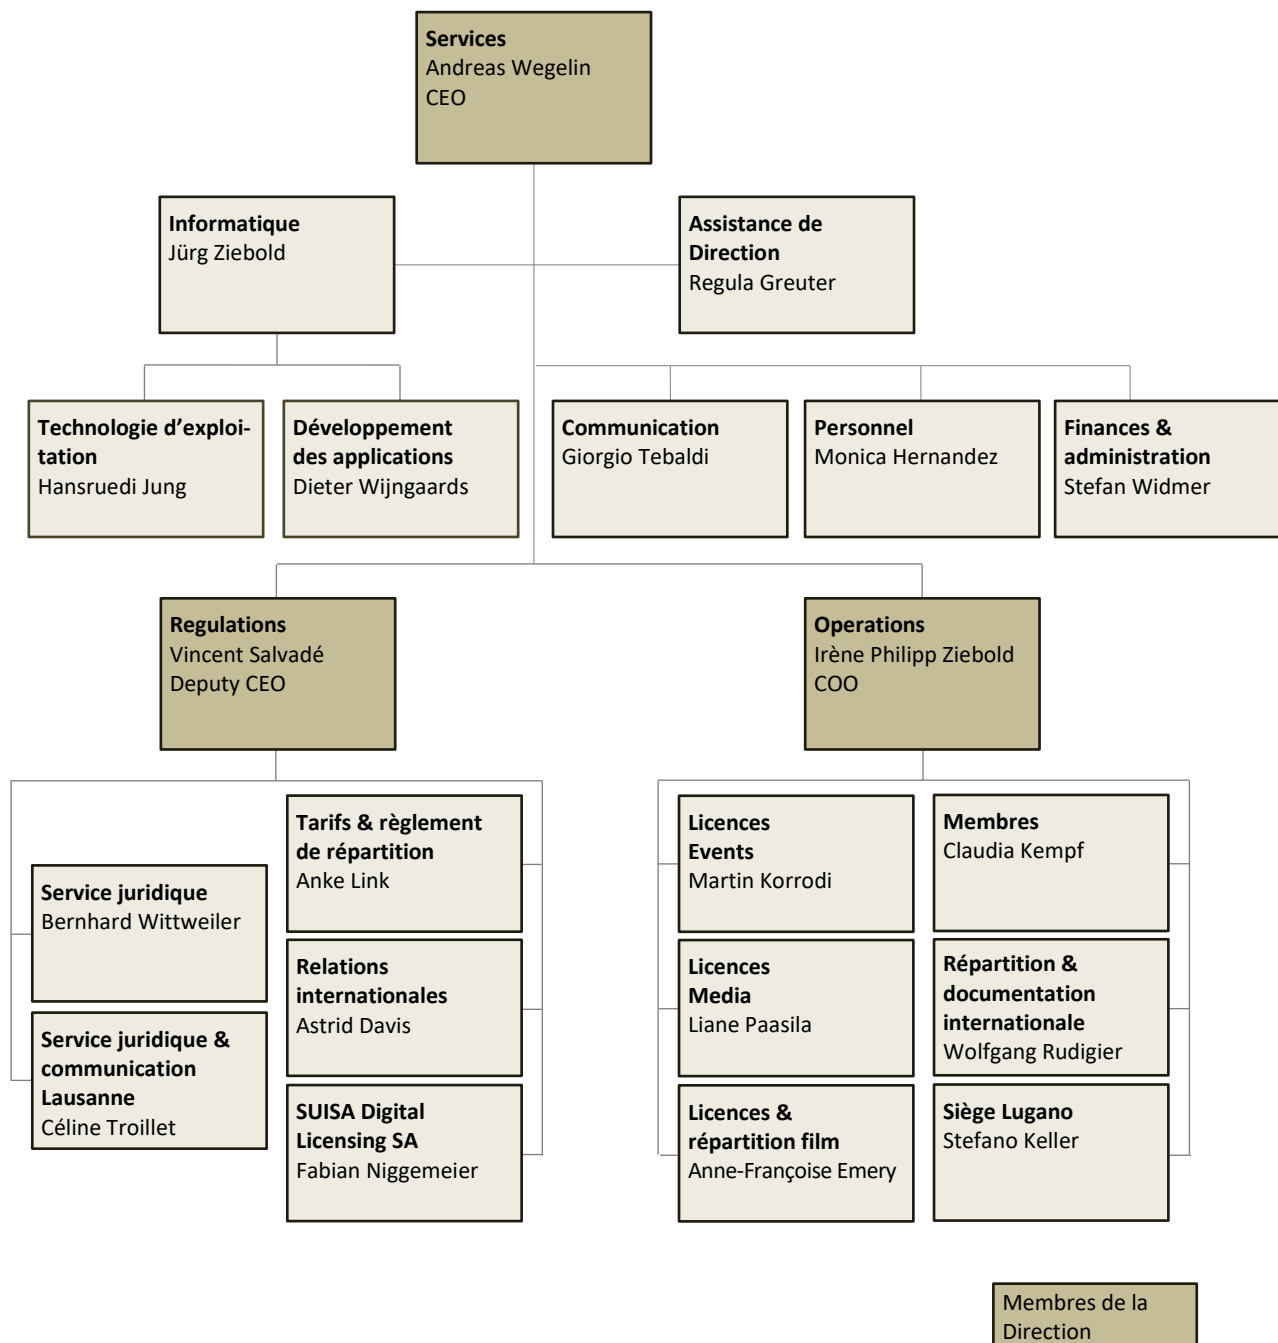 Services
Andreas Wegelin
CEO
Informatique
Jürg Ziebold
Assistance de
Direction
Regula Greuter
Technologie d'exploi-
tation
Hansruedi Jung
Développement
des applications
Dieter Wijngaards
Communication
Giorgio Tebaldi
Personnel
Monica Hernandez
Finances &
administration
Stefan Widmer
Regulations
Vincent Salvadé
Deputy CEO
Operations
Irène Philipp Ziebold
COO
Service juridique
Bernhard Wittweiler
Service juridique &
communication
Lausanne
Céline Troillet
Tarifs & règlement
de répartition
Anke Link
Relations
internationales
Astrid Davis
SUISA Digital
Licensing SA
Fabian Niggemeier
Licences
Events
Martin Korrodi
Licences
Media
Liane Paasila
Licences &
répartition film
Anne-Françoise Emery
Membres
Claudia Kempf
Répartition &
documentation
internationale
Wolfgang Rudigier
Siège Lugano
Stefano Keller
Membres de la
Direction